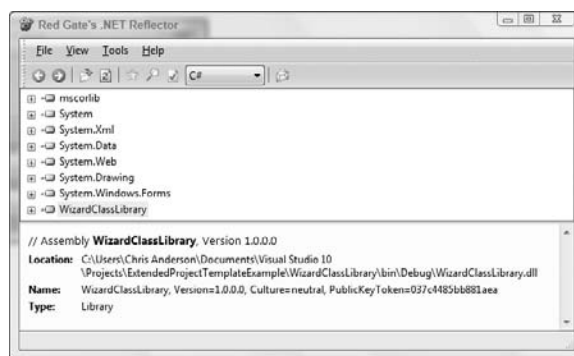 Red Gate's .NET Reflector
File View Tools Help
C#
mscorlib
System
System.Xml
System.Data
System.Web
System.Drawing
System.Windows.Forms
WizardClassLibrary
// Assembly WizardClassLibrary, Version 1.0.0.0
Location: C:\Users\Chris Anderson\Documents\Visual Studio 10
\Projects\ExtendedProjectTemplateExample\WizardClassLibrary\bin\Debug\WizardClassLibrary.dll
Name: WizardClassLibrary, Version=1.0.0.0, Culture=neutral, PublicKeyToken=037c4485bb881aea
Type: Library